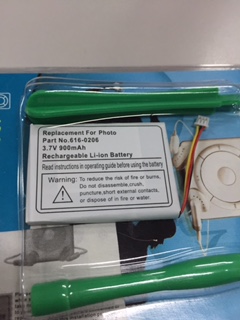 Replacement For Photo
Part No.616-0206
3.7V 900mAh
Rechargeable Li-ion Battery
Read instructions in operating guide before using the battery
Warning: To reduce the risk of fire or burns,
Do not disassemble,crush,
puncture,short external contacts,
or dispose of in fire or water.